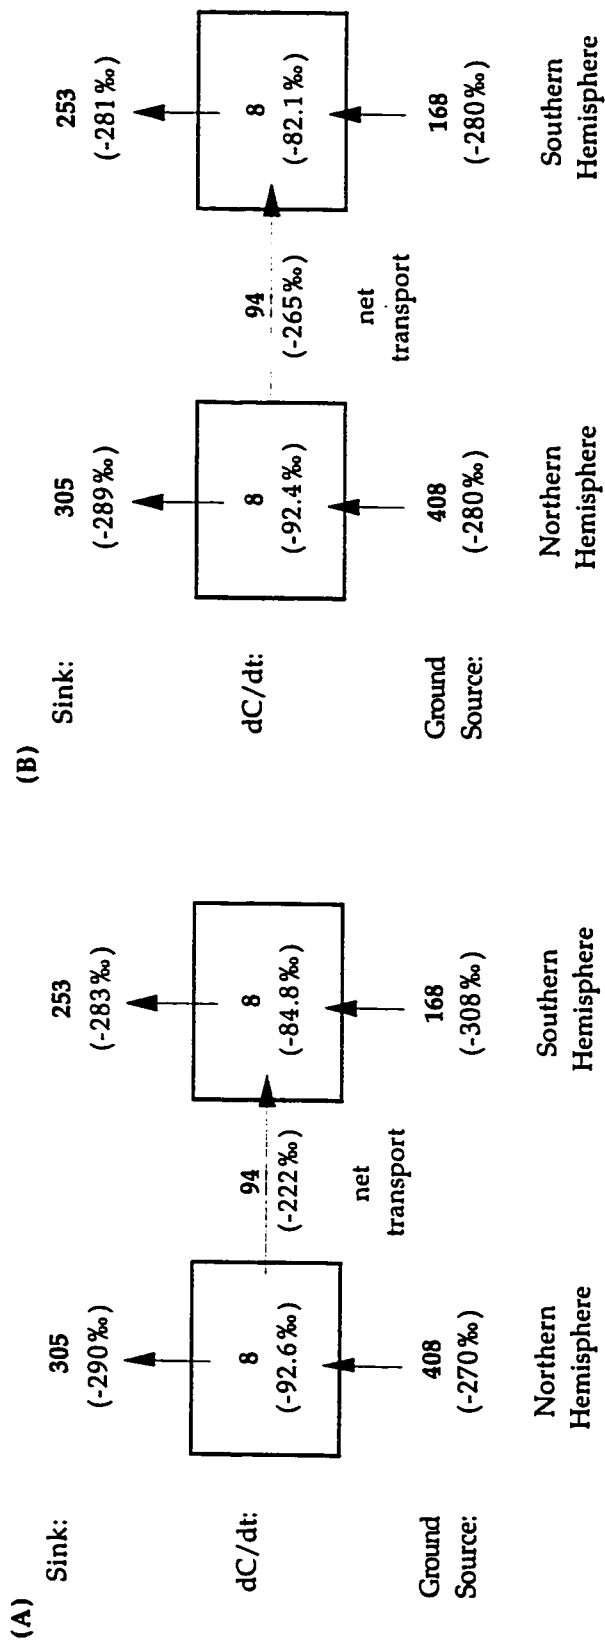 (A)
Sink:
305
(-290‰)
253
(-283‰)
dC/dt:
8
(-92.6‰)
94
(-222‰)
net
transport
8
(-84.8‰)
Ground
Source:
408
(-270‰)
168
(-308‰)
Northern
Hemisphere
Southern
Hemisphere
(B)
Sink:
305
(-289‰)
253
(-281‰)
dC/dt:
8
(-92.4‰)
94
(-265‰)
net
transport
8
(-82.1‰)
Ground
Source:
408
(-280‰)
168
(-280‰)
Northern
Hemisphere
Southern
Hemisphere